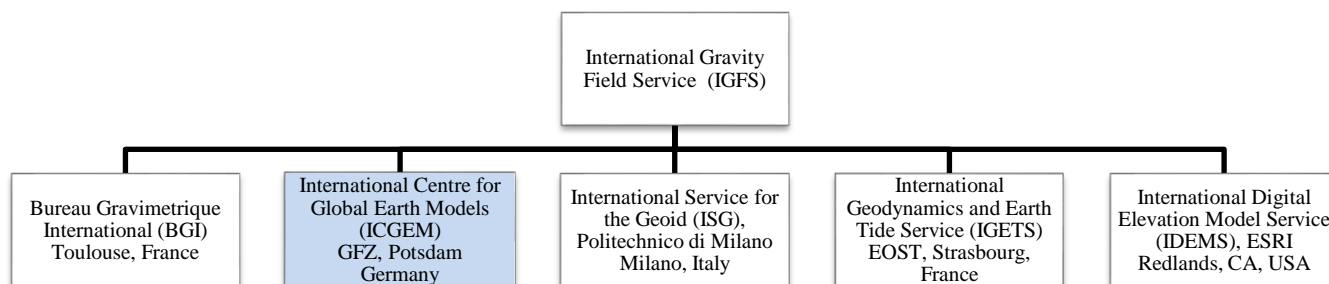 International Gravity
Field Service (IGFS)
Bureau Gravimetrique
International (BGI)
Toulouse, France
International Centre for
Global Earth Models
(ICGEM)
GFZ, Potsdam
Germany
International Service for
the Geoid (ISG),
Politechnico di Milano
Milano, Italy
International
Geodynamics and Earth
Tide Service (IGETS)
EOST, Strasbourg,
France
International Digital
Elevation Model Service
(IDEMS), ESRI
Redlands, CA, USA